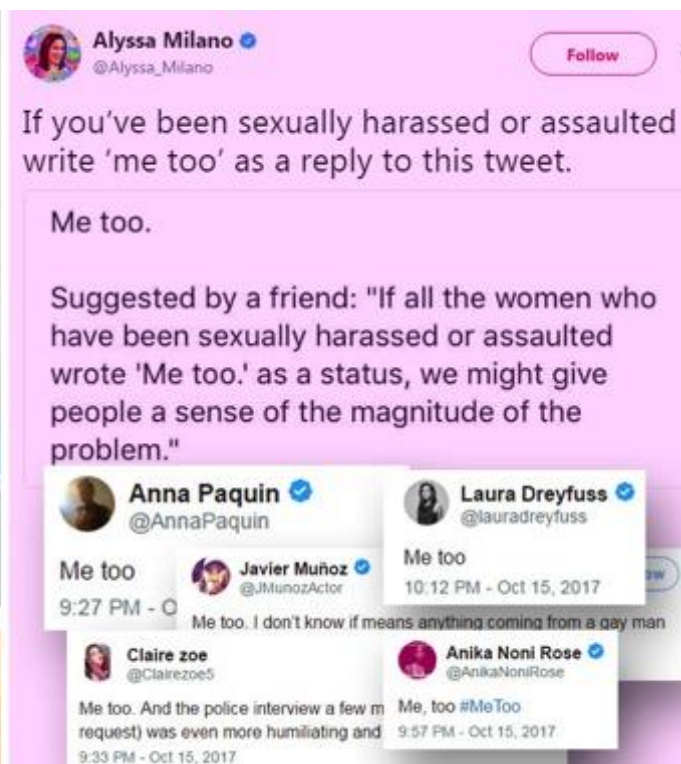 Alyssa Milano
@Alyssa_Milano
Follow
If you've been sexually harassed or assaulted
write 'me too' as a reply to this tweet.
Me too.
Suggested by a friend: "If all the women who
have been sexually harassed or assaulted
wrote 'Me too.' as a status, we might give
people a sense of the magnitude of the
problem."
Anna Paquin
@AnnaPaquin
Me too
9:27 PM - O
Laura Dreyfuss
@lauradreyfuss
Me too
10:12 PM - Oct 15, 2017
Javier Muñoz
@JMunozActor
Me too. I don't know if means anything coming from a gay man
Claire zoe
@Clairezoe5
Me too. And the police interview a few m
request) was even more humiliating and
9:33 PM - Oct 15, 2017
Anika Noni Rose
@AnikaNoniRose
Me, too #MeToo
9:57 PM - Oct 15, 2017